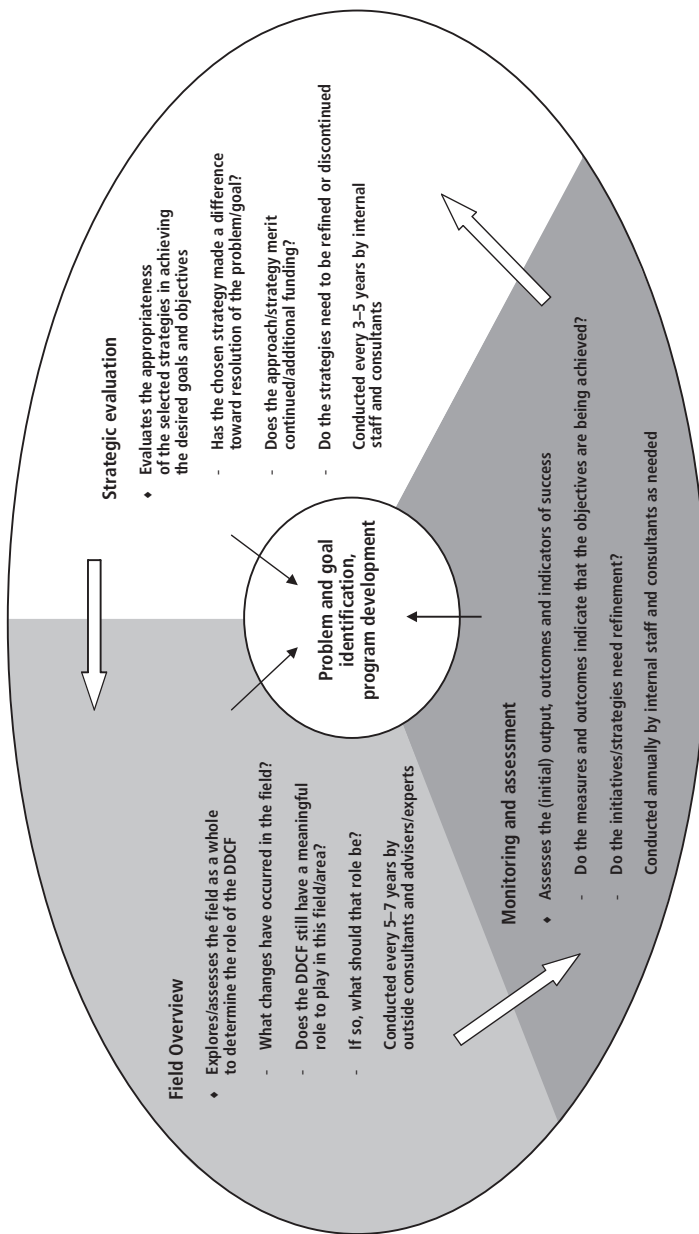 Field Overview
♦ Explores/assesses the field as a whole
to determine the role of the DDCF
- What changes have occurred in the field?
- Does the DDCF still have a meaningful
role to play in this field/area?
- If so, what should that role be?
Conducted every 5–7 years by
outside consultants and advisers/experts
Strategic evaluation
♦ Evaluates the appropriateness
of the selected strategies in achieving
the desired goals and objectives
- Has the chosen strategy made a difference
toward resolution of the problem/goal?
- Does the approach/strategy merit
continued/additional funding?
- Do the strategies need to be refined or discontinued
Conducted every 3–5 years by internal
staff and consultants
Problem and goal
identification,
program development
Monitoring and assessment
♦ Assesses the (initial) output, outcomes and indicators of success
- Do the measures and outcomes indicate that the objectives are being achieved?
- Do the initiatives/strategies need refinement?
Conducted annually by internal staff and consultants as needed